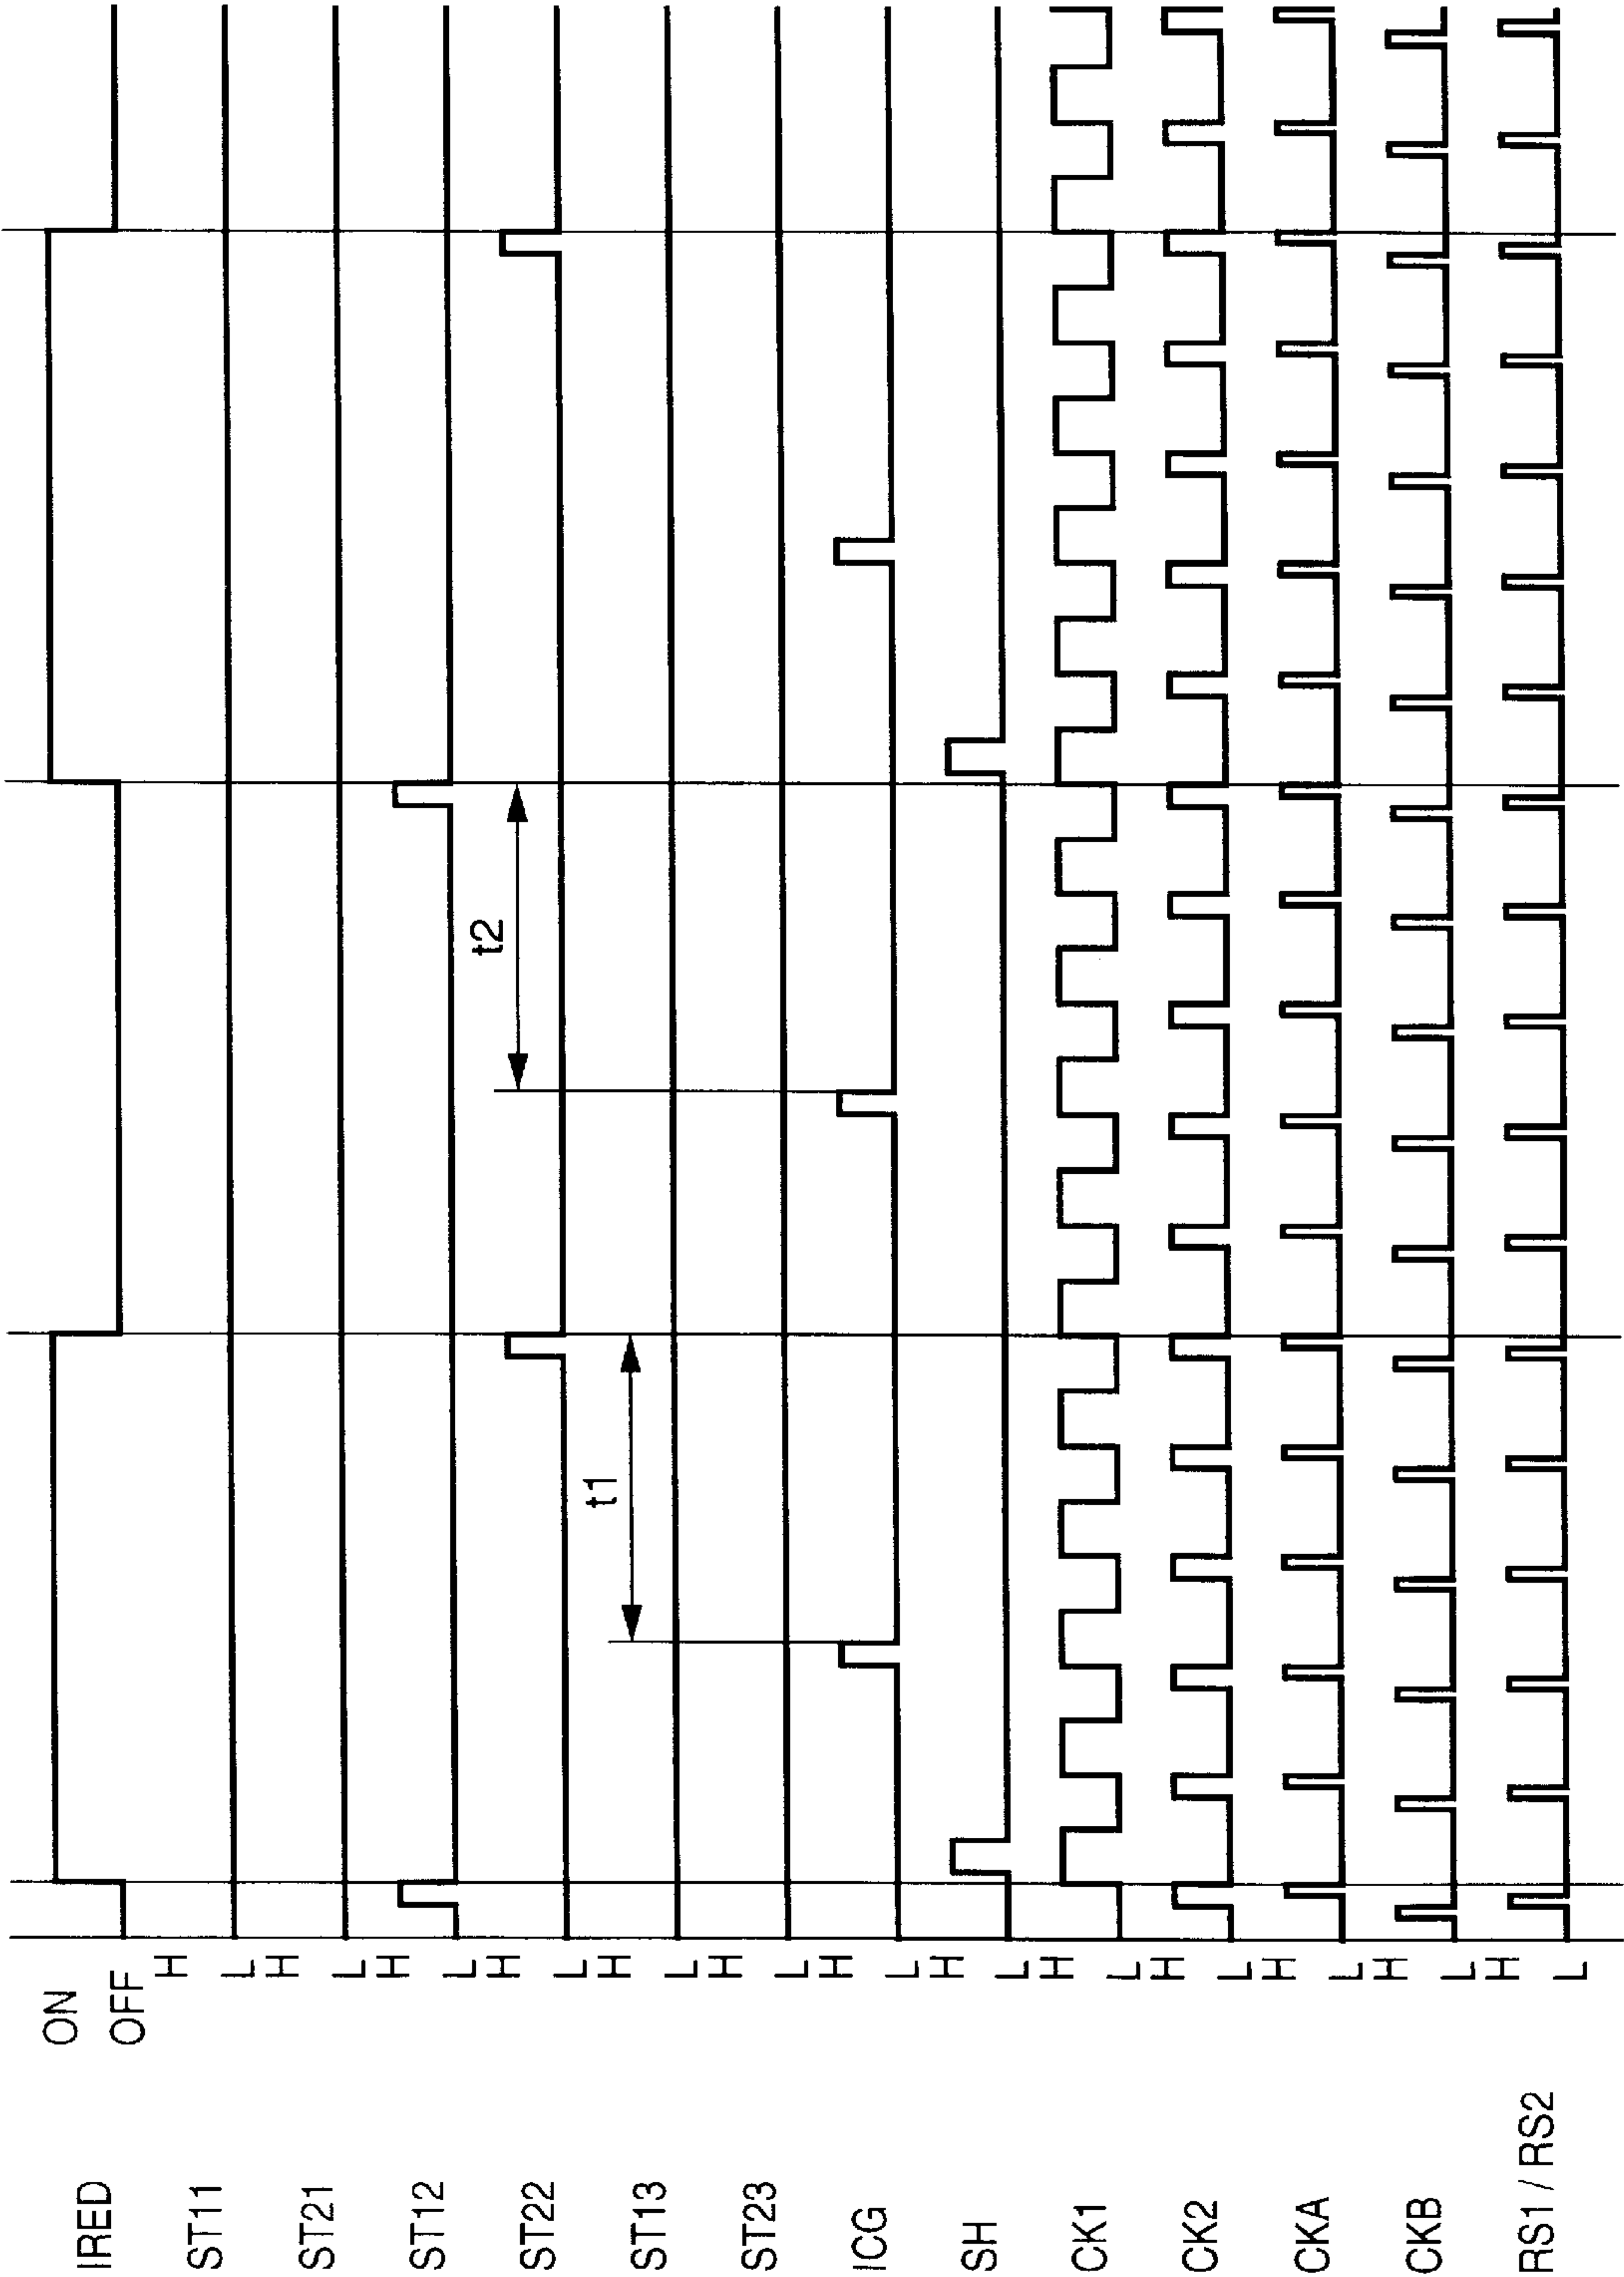 IRED ON
OFF
ST11 H
L
ST21 H
L
ST12 H
L
ST22 H
L
ST13 H
L
ST23 H
L
ICG H
L
SH H
L
CK1 H
L
CK2 H
L
CKA H
L
CKB H
L
RS1 / RS2 H
L
t1
t2